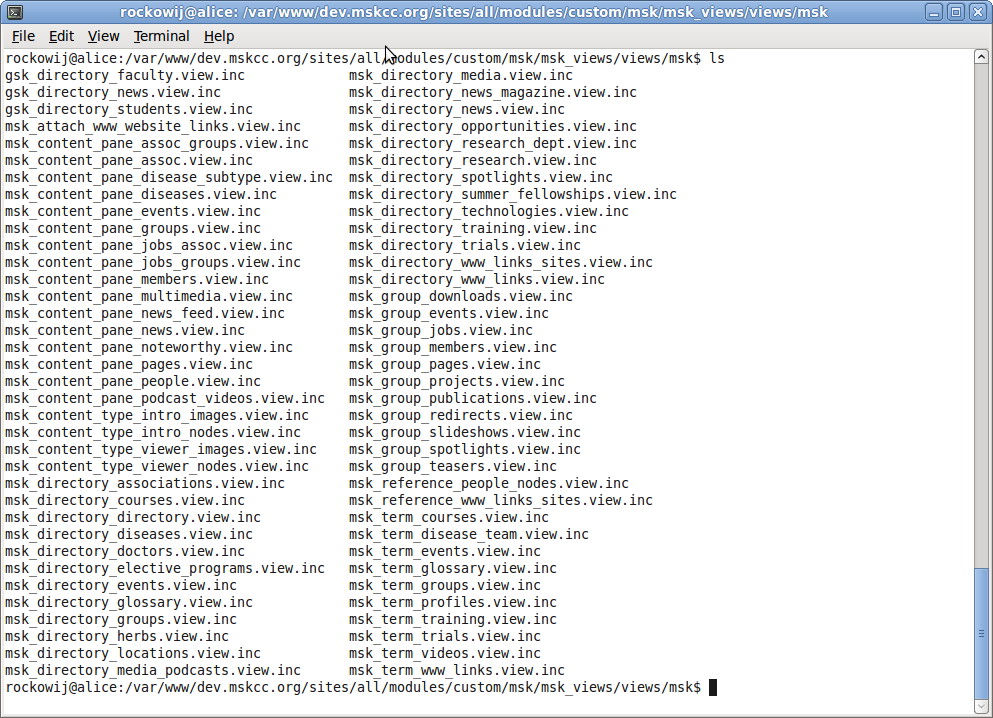 rockowij@alice: /var/www/dev.mskcc.org/sites/all/modules/custom/msk/msk_views/views/msk
File Edit View Terminal Help
rockowij@alice:/var/www/dev.mskcc.org/sites/all/modules/custom/msk/msk_views/views/msk$ ls
gsk_directory_faculty.view.inc msk_directory_media.view.inc
gsk_directory_news.view.inc msk_directory_news_magazine.view.inc
gsk_directory_students.view.inc msk_directory_news.view.inc
msk_attach_www_website_links.view.inc msk_directory_opportunities.view.inc
msk_content_pane_assoc_groups.view.inc msk_directory_research_dept.view.inc
msk_content_pane_assoc.view.inc msk_directory_research.view.inc
msk_content_pane_disease_subtype.view.inc msk_directory_spotlights.view.inc
msk_content_pane_diseases.view.inc msk_directory_summer_fellowships.view.inc
msk_content_pane_events.view.inc msk_directory_technologies.view.inc
msk_content_pane_groups.view.inc msk_directory_training.view.inc
msk_content_pane_jobs_assoc.view.inc msk_directory_trials.view.inc
msk_content_pane_jobs_groups.view.inc msk_directory_www_links_sites.view.inc
msk_content_pane_members.view.inc msk_directory_www_links.view.inc
msk_content_pane_multimedia.view.inc msk_group_downloads.view.inc
msk_content_pane_news_feed.view.inc msk_group_events.view.inc
msk_content_pane_news.view.inc msk_group_jobs.view.inc
msk_content_pane_noteworthy.view.inc msk_group_members.view.inc
msk_content_pane_pages.view.inc msk_group_pages.view.inc
msk_content_pane_people.view.inc msk_group_projects.view.inc
msk_content_pane_podcast_videos.view.inc msk_group_publications.view.inc
msk_content_type_intro_images.view.inc msk_group_redirects.view.inc
msk_content_type_intro_nodes.view.inc msk_group_slideshows.view.inc
msk_content_type_viewer_images.view.inc msk_group_spotlights.view.inc
msk_content_type_viewer_nodes.view.inc msk_group_teasers.view.inc
msk_directory_associations.view.inc msk_reference_people_nodes.view.inc
msk_directory_courses.view.inc msk_reference_www_links_sites.view.inc
msk_directory_directory.view.inc msk_term_courses.view.inc
msk_directory_diseases.view.inc msk_term_disease_team.view.inc
msk_directory_doctors.view.inc msk_term_events.view.inc
msk_directory_elective_programs.view.inc msk_term_glossary.view.inc
msk_directory_events.view.inc msk_term_groups.view.inc
msk_directory_glossary.view.inc msk_term_profiles.view.inc
msk_directory_groups.view.inc msk_term_training.view.inc
msk_directory_herbs.view.inc msk_term_trials.view.inc
msk_directory_locations.view.inc msk_term_videos.view.inc
msk_directory_media_podcasts.view.inc msk_term_www_links.view.inc
rockowij@alice:/var/www/dev.mskcc.org/sites/all/modules/custom/msk/msk_views/views/msk$